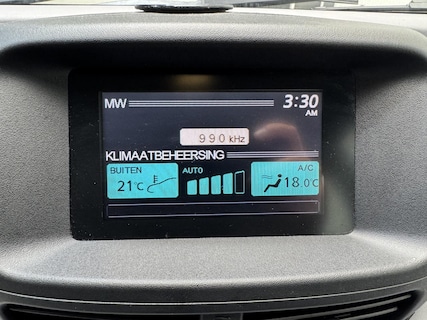 MW 3:30
AM
990 kHz
KLIMAATBEHEERSING
BUITEN AUTO A/C
21°C 18.0°C